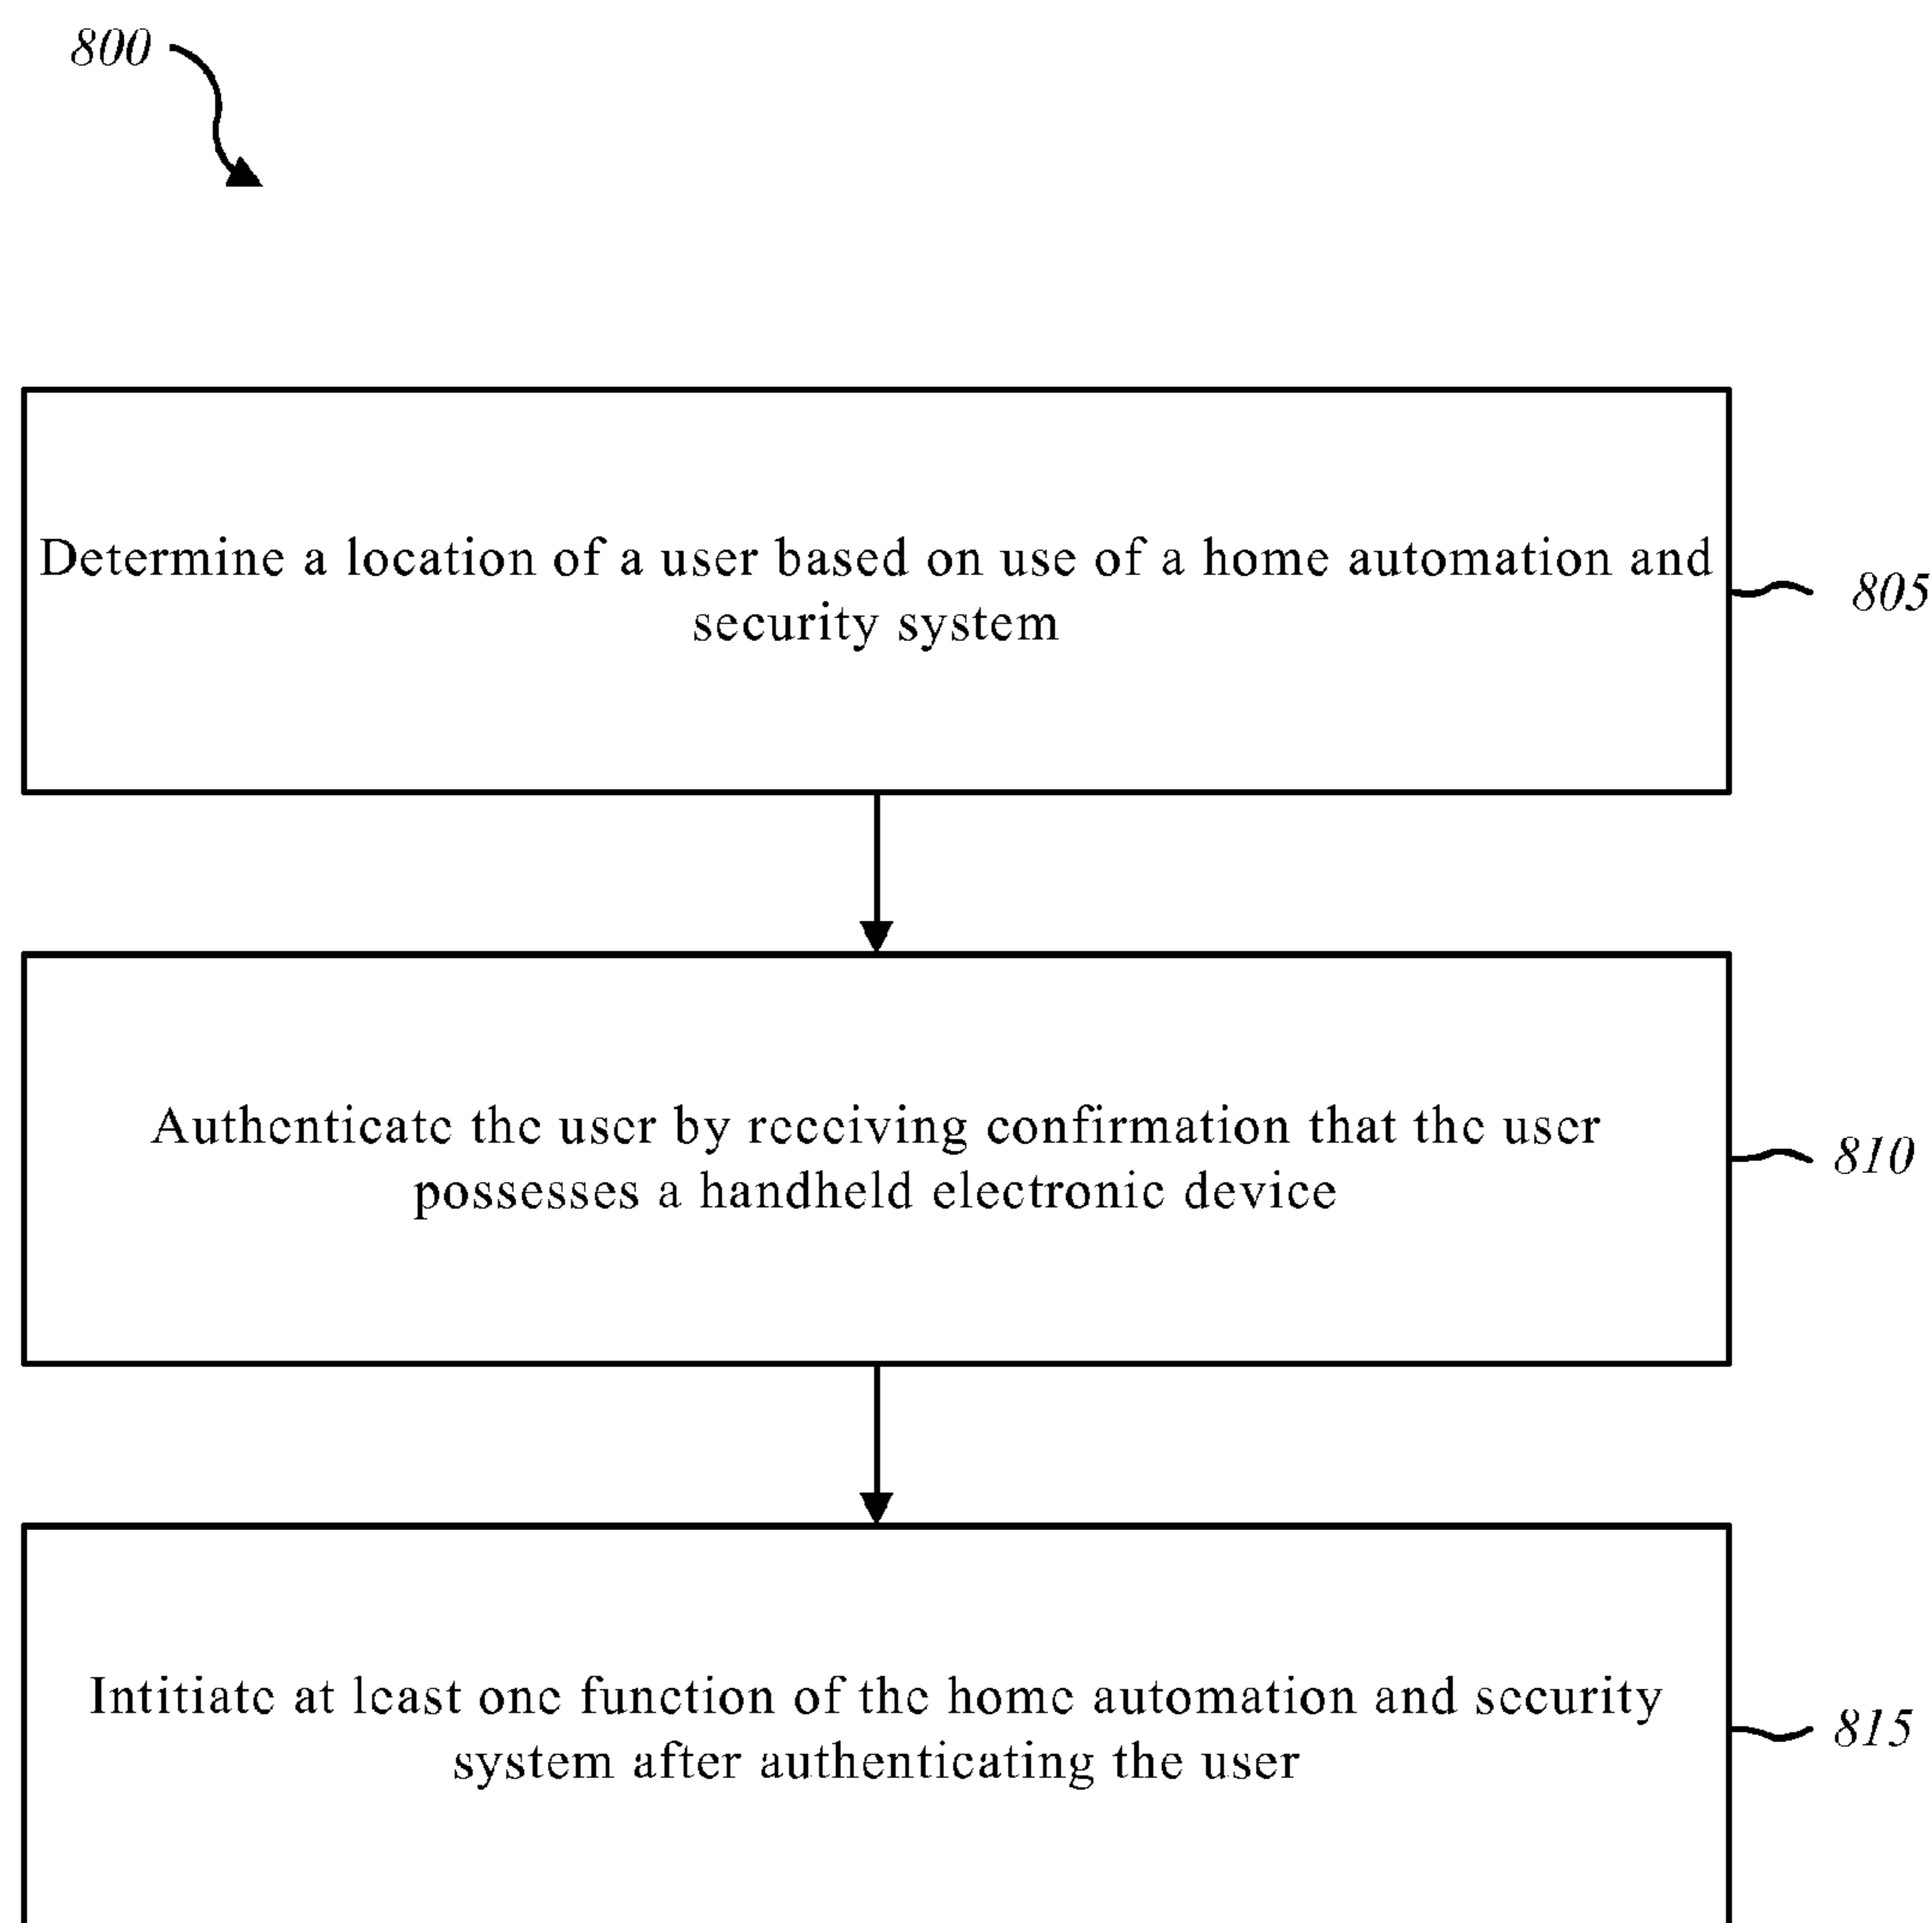 800
Determine a location of a user based on use of a home automation and
security system
805
Authenticate the user by receiving confirmation that the user
possesses a handheld electronic device
810
Intitiate at least one function of the home automation and security
system after authenticating the user
815